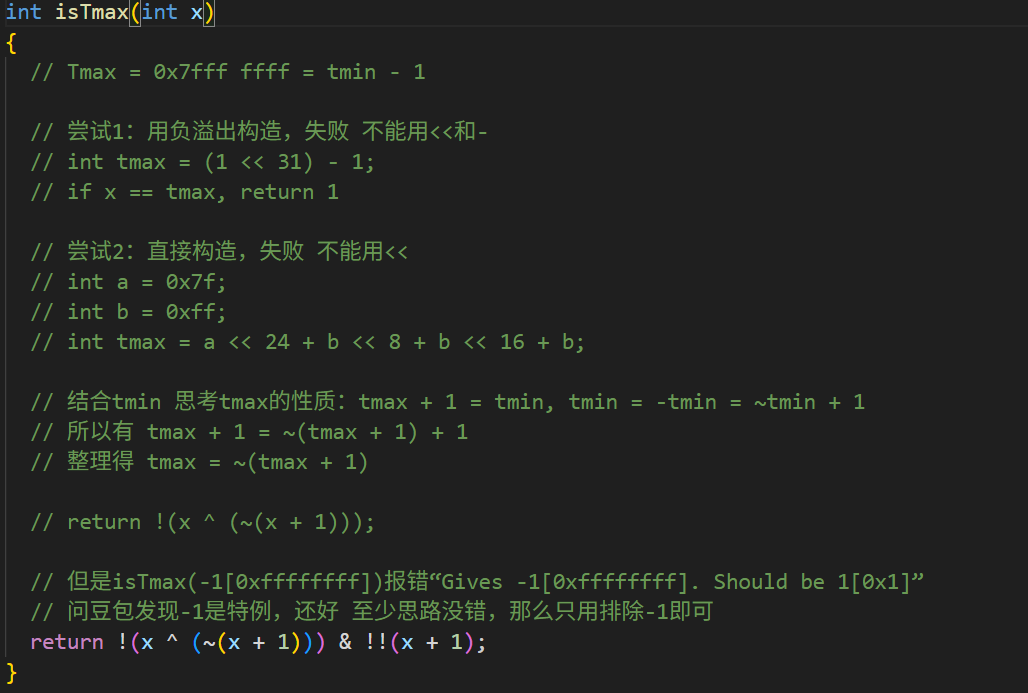 int isTmax(int x)
{
// Tmax = 0x7fff ffff = tmin - 1
// 尝试1：用负溢出构造，失败 不能用<<和-
// int tmax = (1 << 31) - 1;
// if x == tmax, return 1
// 尝试2：直接构造，失败 不能用<<
// int a = 0x7f;
// int b = 0xff;
// int tmax = a << 24 + b << 8 + b << 16 + b;
// 结合tmin 思考tmax的性质：tmax + 1 = tmin, tmin = -tmin = ~tmin + 1
// 所以有 tmax + 1 = ~(tmax + 1) + 1
// 整理得 tmax = ~(tmax + 1)
// return !(x ^ (~(x + 1)));
// 但是isTmax(-1[0xffffffff])报错“Gives -1[0xffffffff]. Should be 1[0x1]”
// 问豆包发现-1是特例，还好 至少思路没错，那么只用排除-1即可
return !(x ^ (~(x + 1))) & !!(x + 1);
}